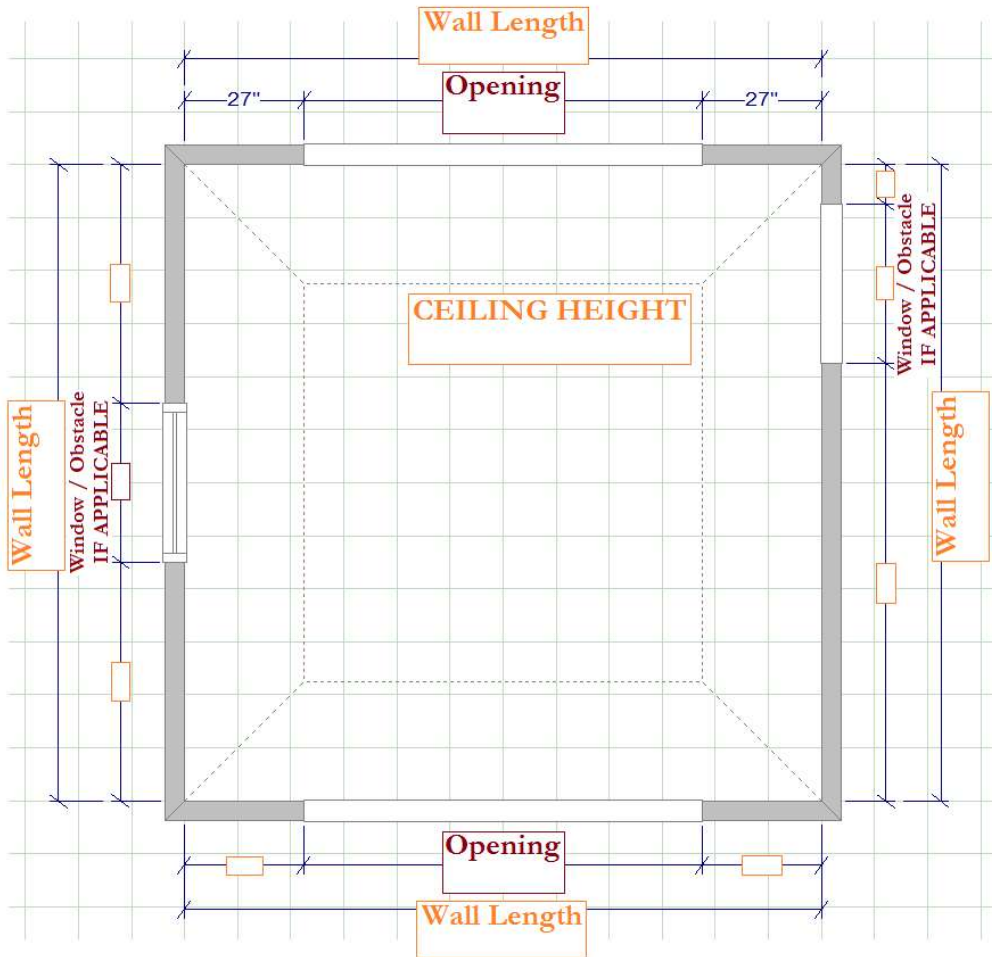 Wall Length
Opening
27"
27"
Window / Obstacle
IF APPLICABLE
CEILING HEIGHT
Wall Length
Window / Obstacle
IF APPLICABLE
Wall Length
Opening
Wall Length